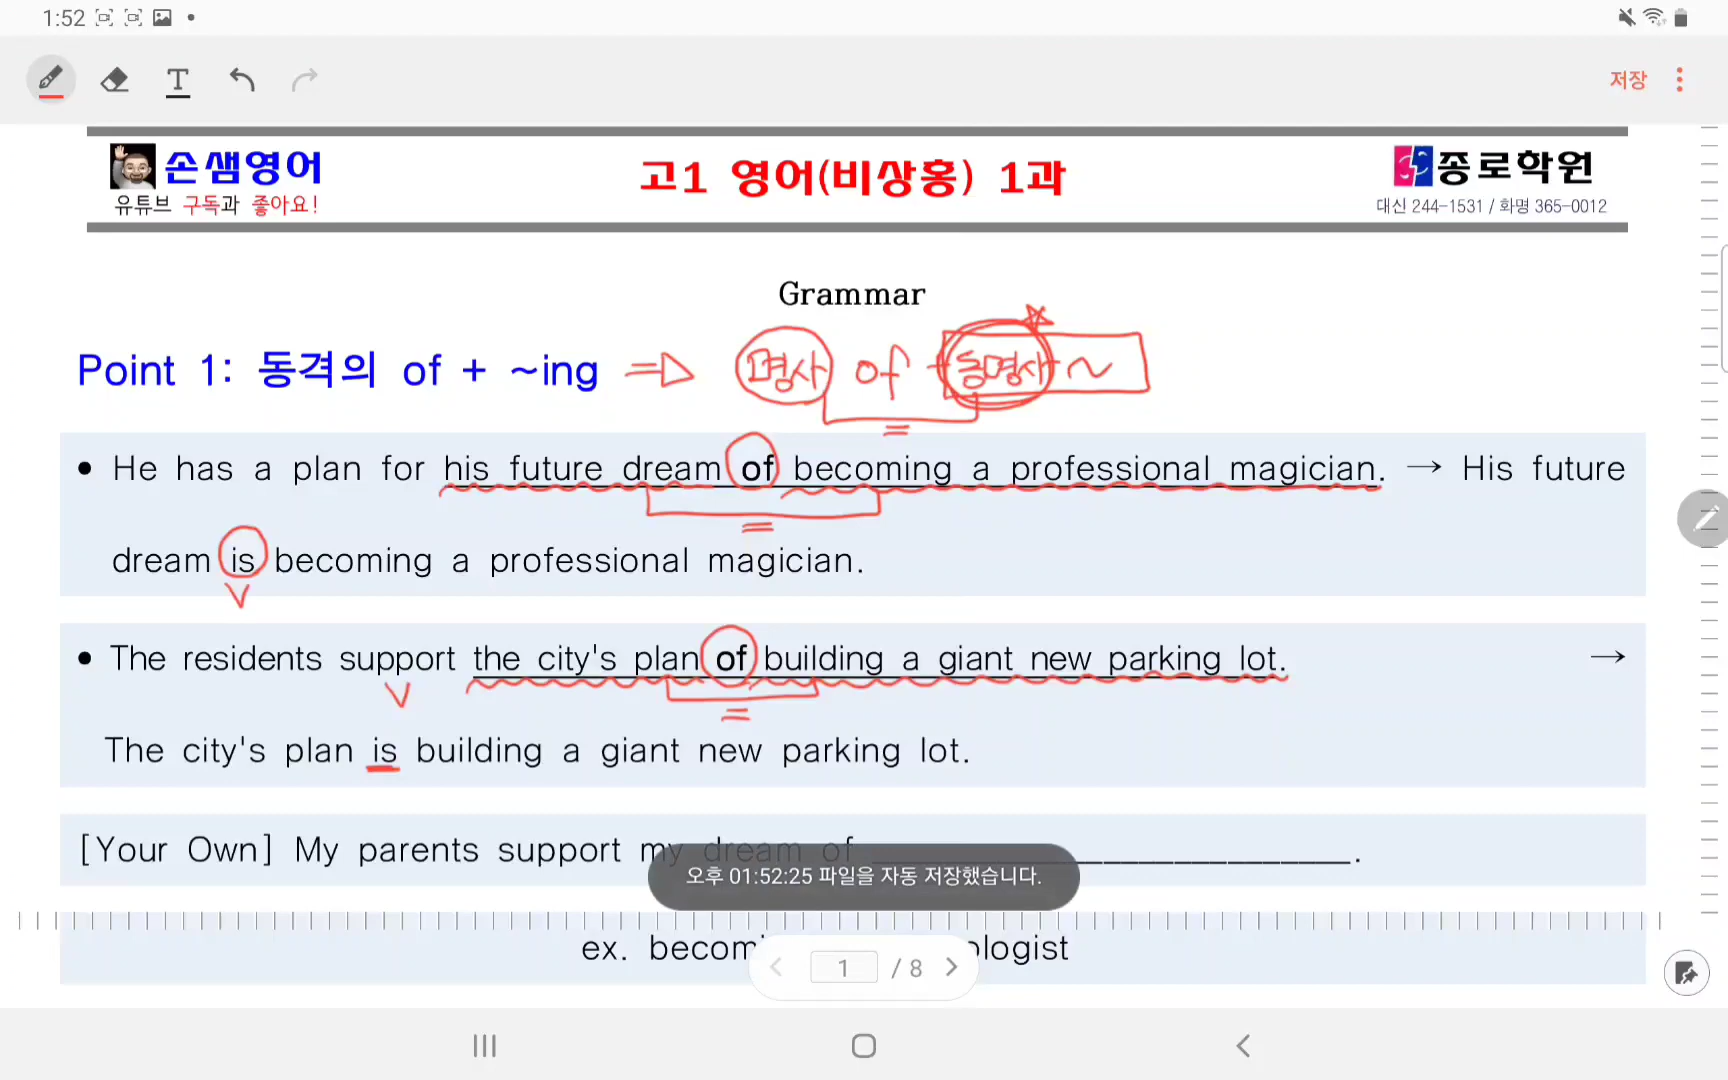 1:52
저장
손샘영어
유튜브 구독과 좋아요!
고1 영어(비상홍) 1과
종로학원
대신 244-1531 / 화명 365-0012
Grammar
Point 1: 동격의 of + ~ing ⇒ 명사 of 동명사 ~
=
• He has a plan for his future dream of becoming a professional magician. → His future
=
dream is becoming a professional magician.
V
• The residents support the city's plan of building a giant new parking lot. →
V =
The city's plan is building a giant new parking lot.
[Your Own] My parents support my dream of ____________________.
오후 01:52:25 파일을 자동 저장했습니다.
ex. becom ologist
1 / 8